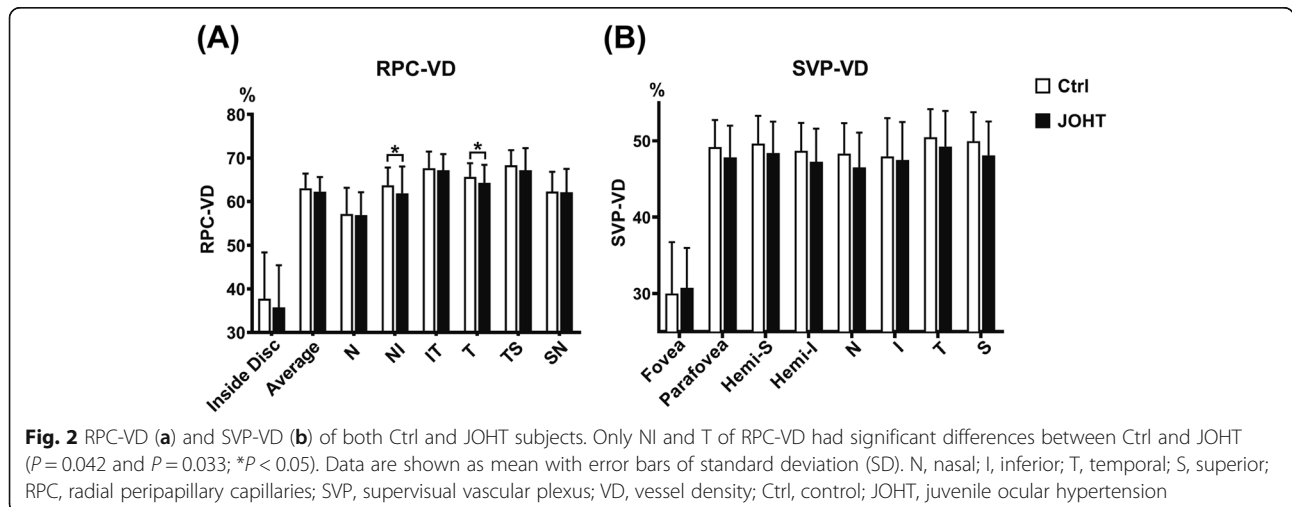 (A)
RPC-VD
%
80
70
60
50
40
30
RPC-VD
* *
Inside Disc Average N NI IT T TS SN
(B)
SVP-VD
%
50
40
30
SVP-VD
Fovea Parafovea Hemi-S Hemi-I N I T S
Ctrl
JOHT
Fig. 2 RPC-VD (a) and SVP-VD (b) of both Ctrl and JOHT subjects. Only NI and T of RPC-VD had significant differences between Ctrl and JOHT
(P = 0.042 and P = 0.033; *P < 0.05). Data are shown as mean with error bars of standard deviation (SD). N, nasal; I, inferior; T, temporal; S, superior;
RPC, radial peripapillary capillaries; SVP, supervisual vascular plexus; VD, vessel density; Ctrl, control; JOHT, juvenile ocular hypertension